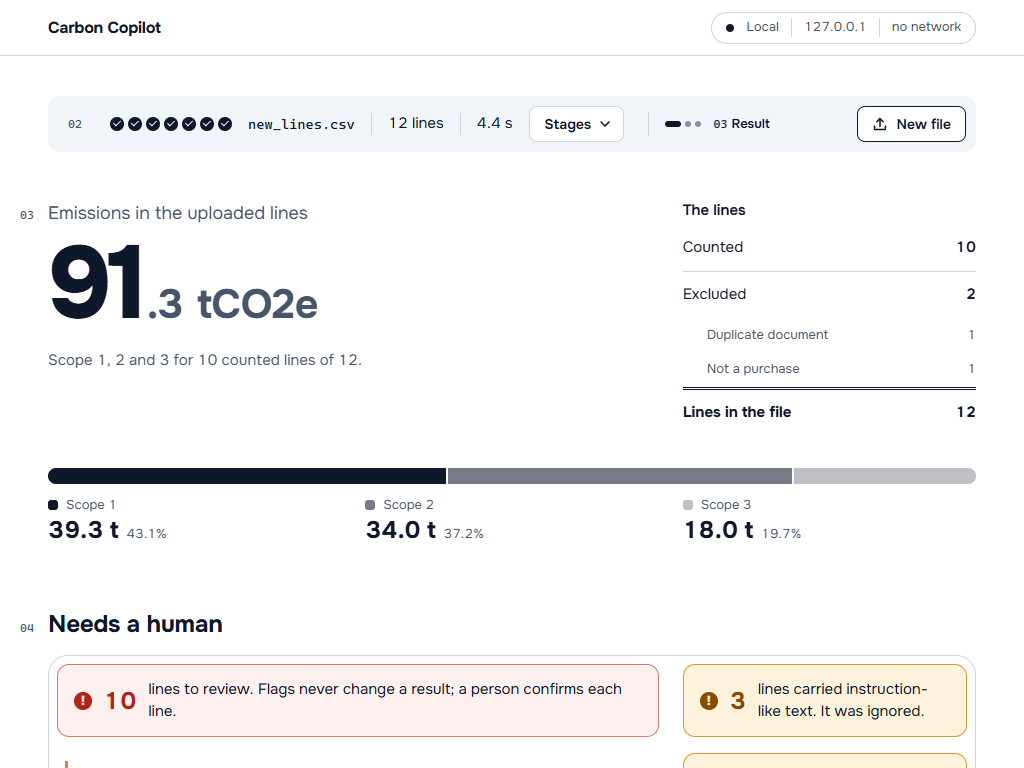 Carbon Copilot
Local 127.0.0.1 no network
02 new_lines.csv 12 lines 4.4 s Stages 03 Result New file
03 Emissions in the uploaded lines
91.3 tCO2e
Scope 1, 2 and 3 for 10 counted lines of 12.
The lines
Counted 10
Excluded 2
Duplicate document 1
Not a purchase 1
Lines in the file 12
Scope 1
39.3 t 43.1%
Scope 2
34.0 t 37.2%
Scope 3
18.0 t 19.7%
04 Needs a human
10 lines to review. Flags never change a result; a person confirms each
line.
3 lines carried instruction-
like text. It was ignored.